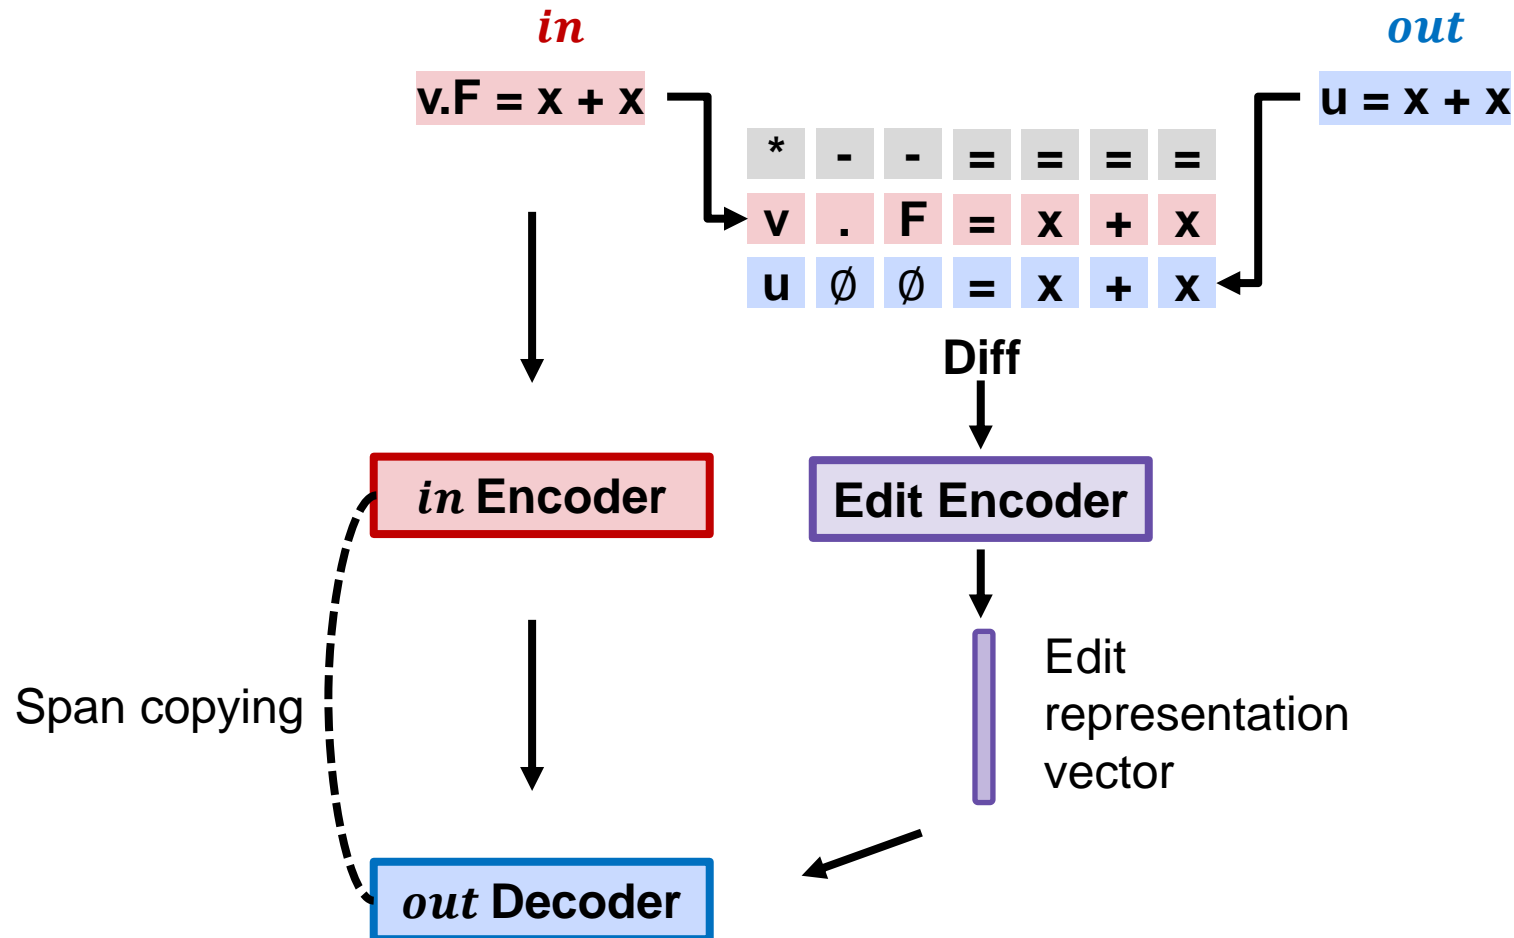 in
out
v.F = x + x
u = x + x
* - - = = = =
v . F = x + x
u ∅ ∅ = x + x
Diff
in Encoder
Edit Encoder
Span copying
Edit
representation
vector
out Decoder